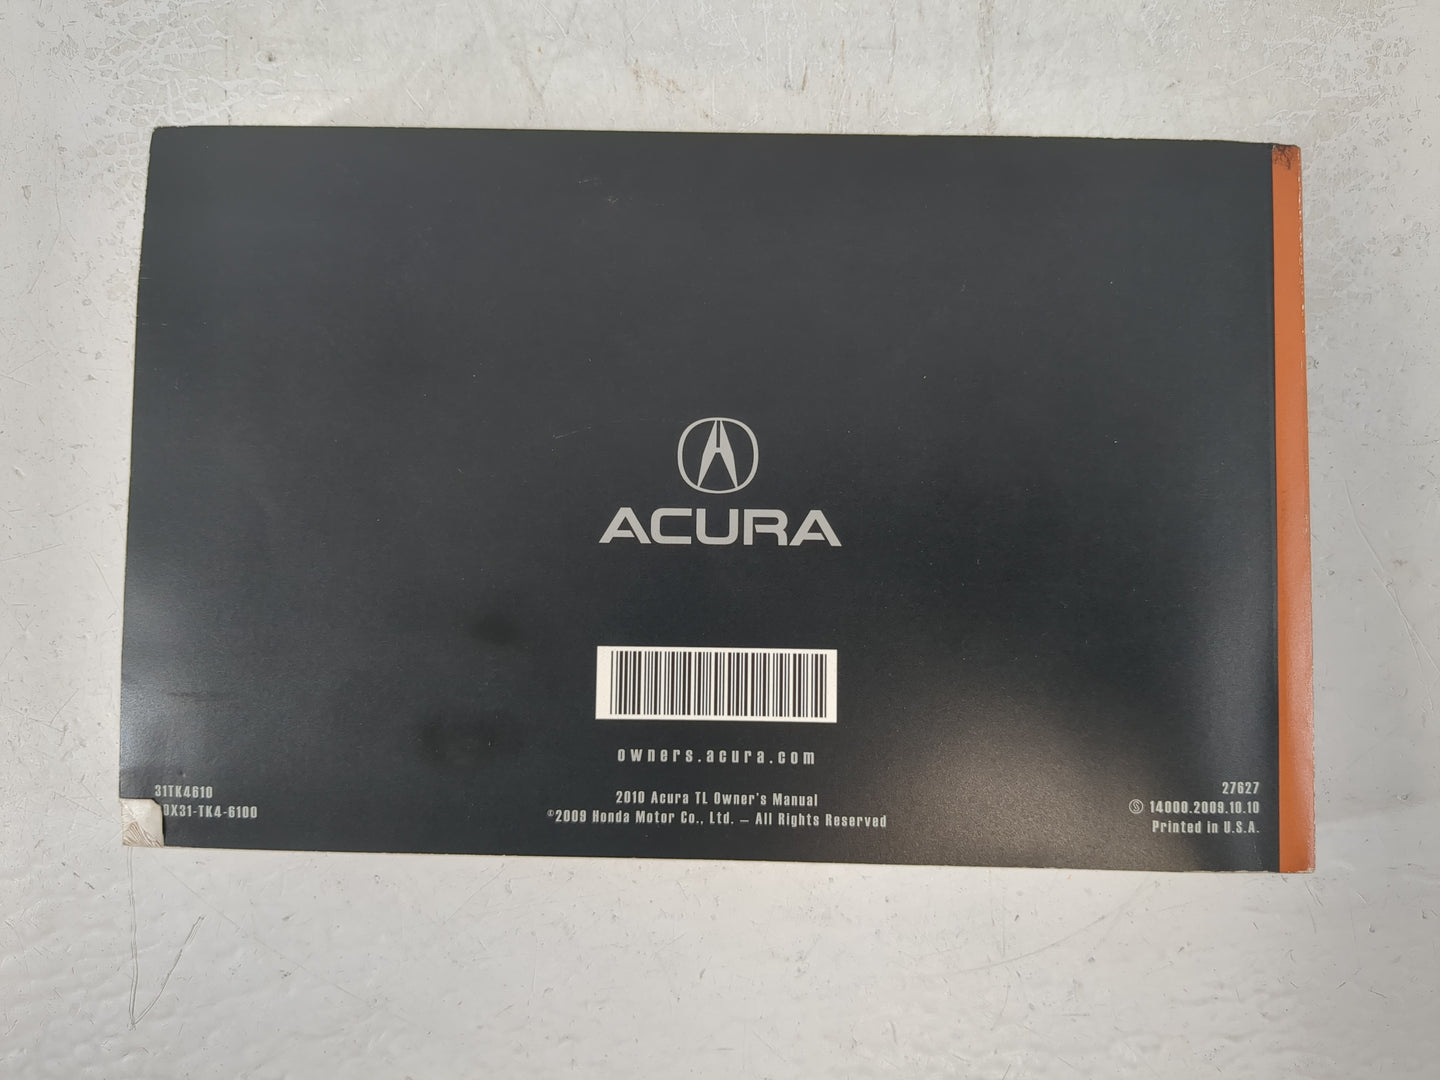 ACURA
owners.acura.com
31TK4610
0X31-TK4-6100
2010 Acura TL Owner's Manual
©2009 Honda Motor Co., Ltd. — All Rights Reserved
27627
Ⓢ 14000.2009.10.10
Printed in U.S.A.